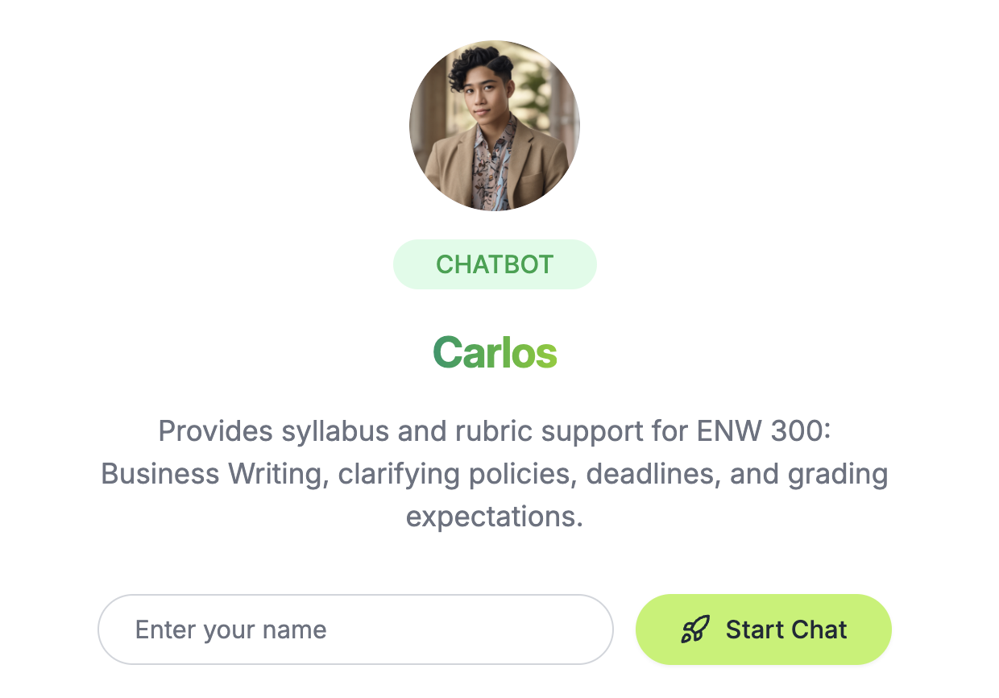 CHATBOT
Carlos
Provides syllabus and rubric support for ENW 300:
Business Writing, clarifying policies, deadlines, and grading
expectations.
Enter your name
Start Chat